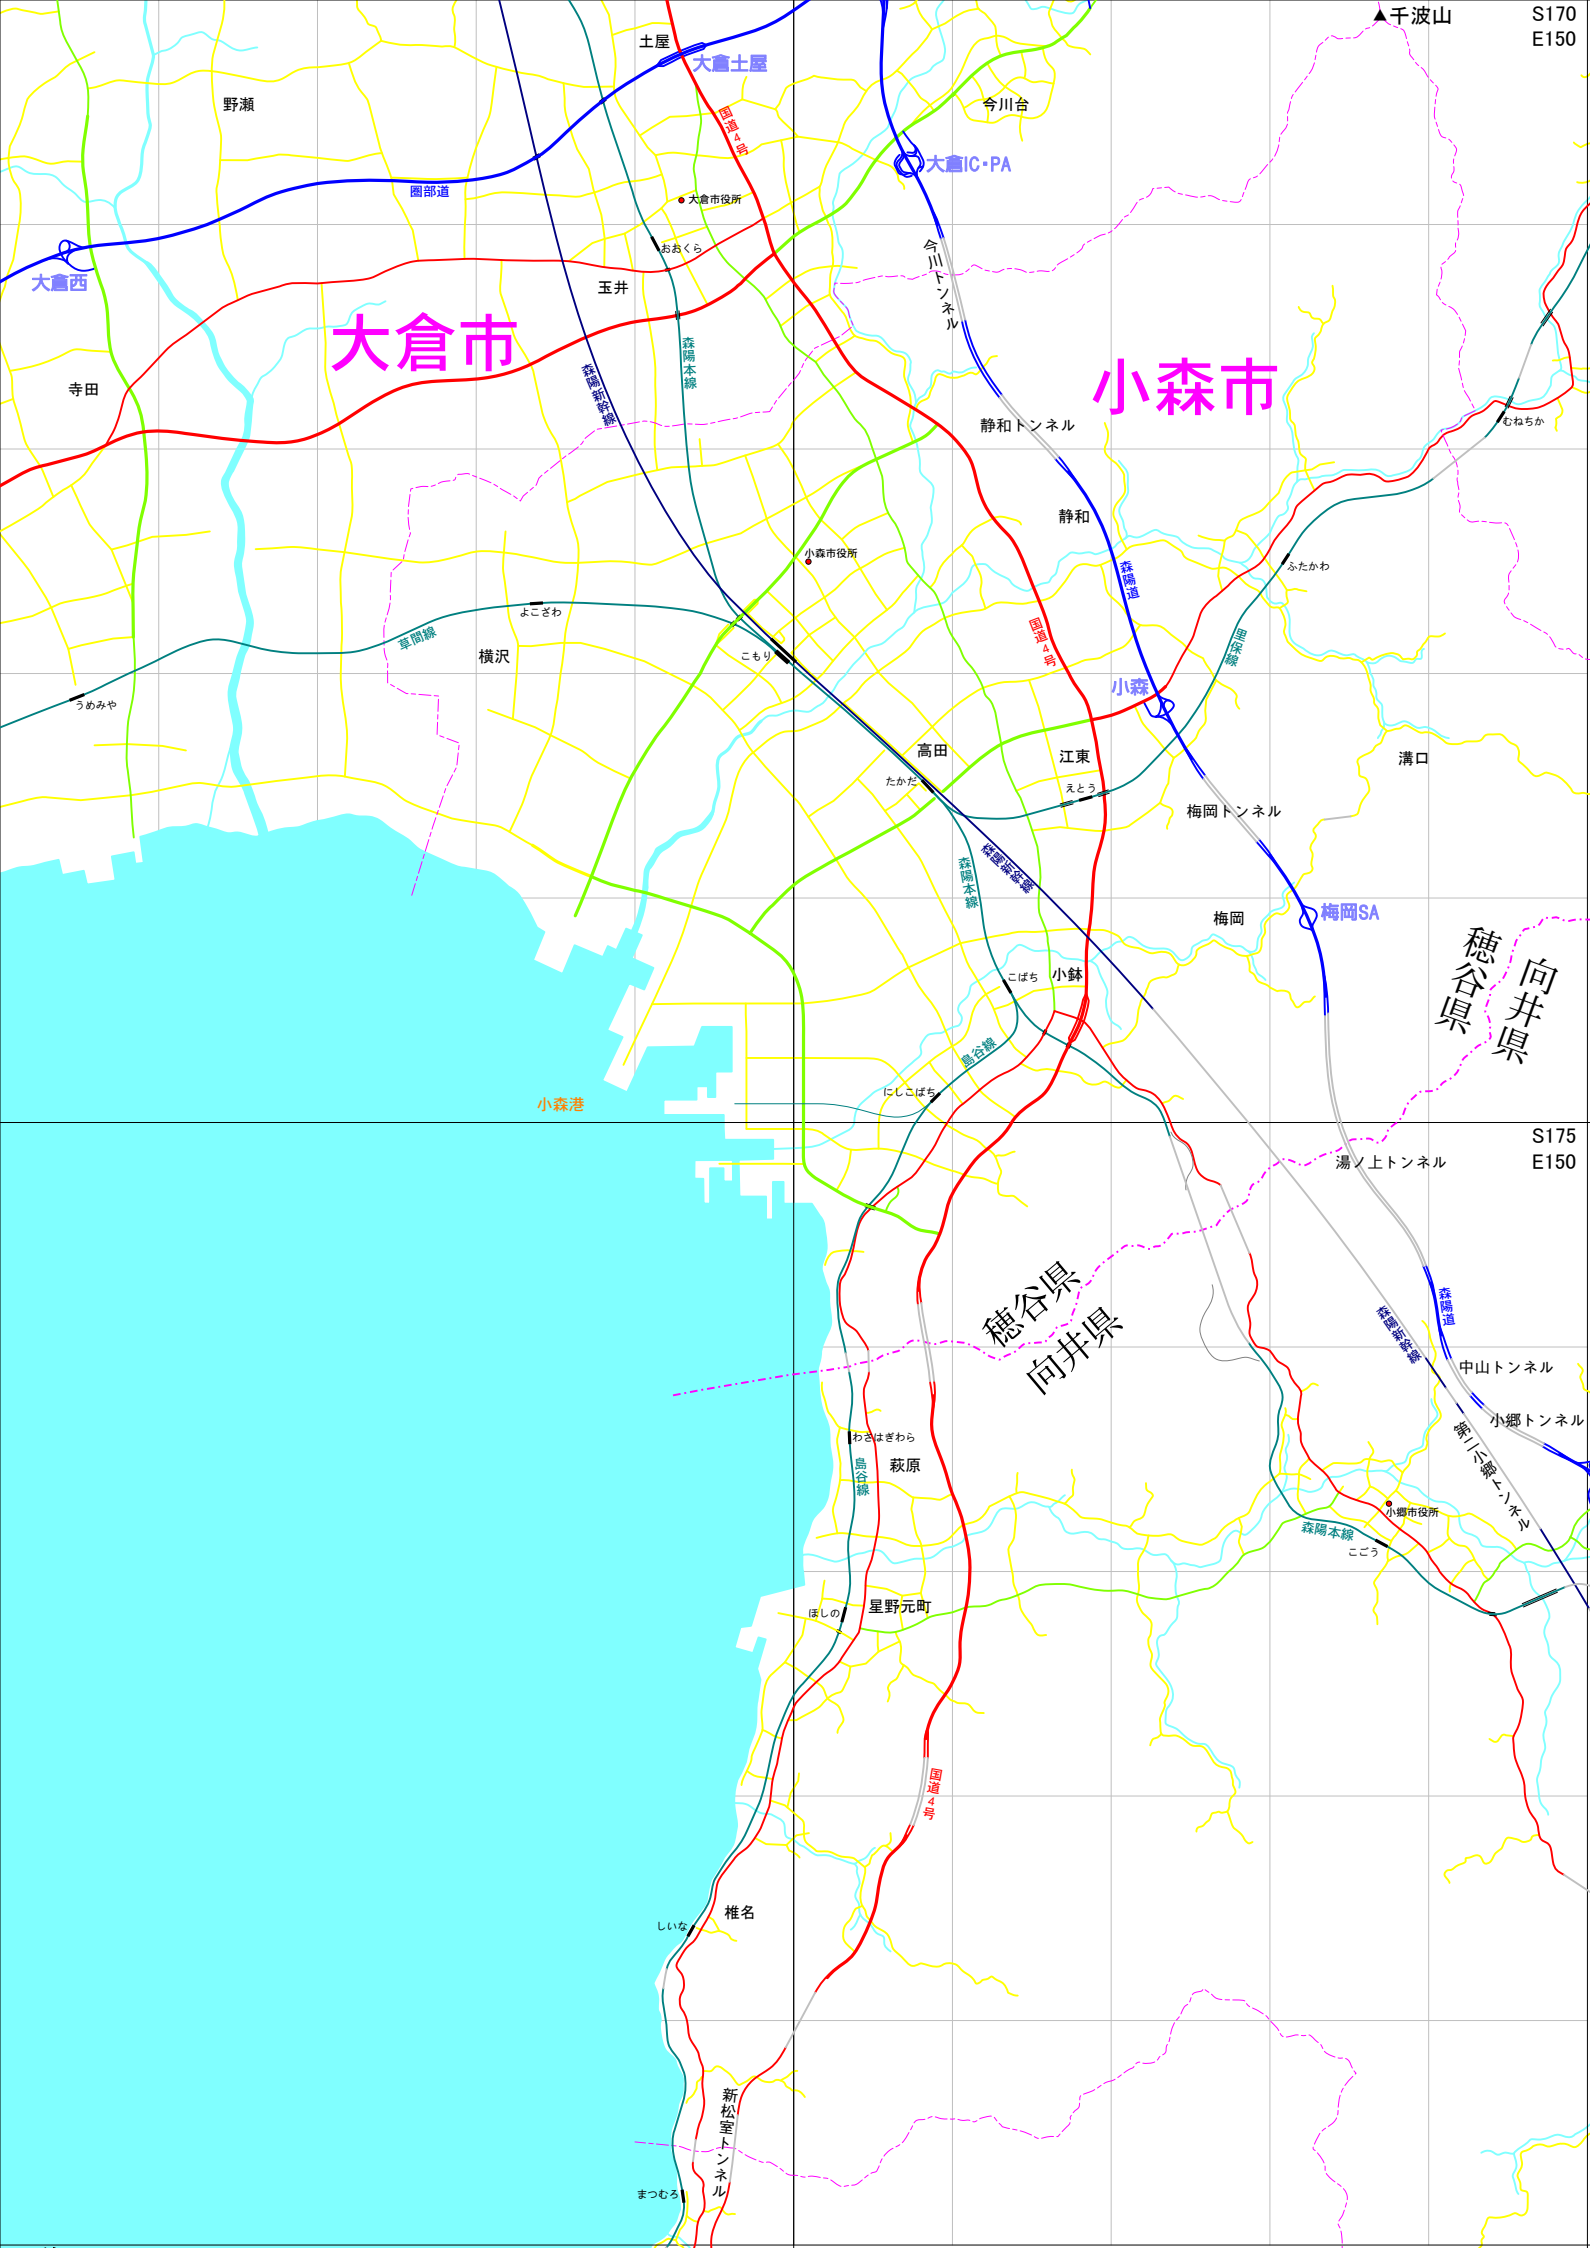 千波山
S170
E150
土屋
大倉土屋
野瀬
国道4号
今川台
大倉IC・PA
圏部道
大倉市役所
おおくら
今川トンネル
大倉西
玉井
大倉市
森陽本線
森陽新幹線
小森市
寺田
静和トンネル
むねちか
静和
小森市役所
ふたかわ
森陽道
よこざわ
草間線
横沢
こもり
国道4号
里保線
小森
うめみや
高田
江東
溝口
たかだ
えとう
梅岡トンネル
森陽新幹線
森陽本線
梅岡
梅岡SA
穂谷県
向井県
こばち
小鉢
島谷線
にしこばち
小森港
S175
E150
湯ノ上トンネル
穂谷県
向井県
森陽道
森陽新幹線
中山トンネル
小郷トンネル
第二小郷トンネル
わさはぎわら
萩原
島谷線
小郷市役所
森陽本線
こごう
ほしの
星野元町
国道4号
椎名
しいな
新松室トンネル
まつむろ